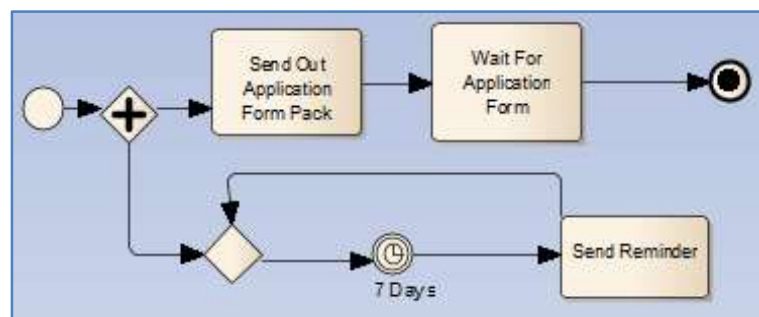 Send Out
Application
Form Pack
Wait For
Application
Form
7 Days
Send Reminder